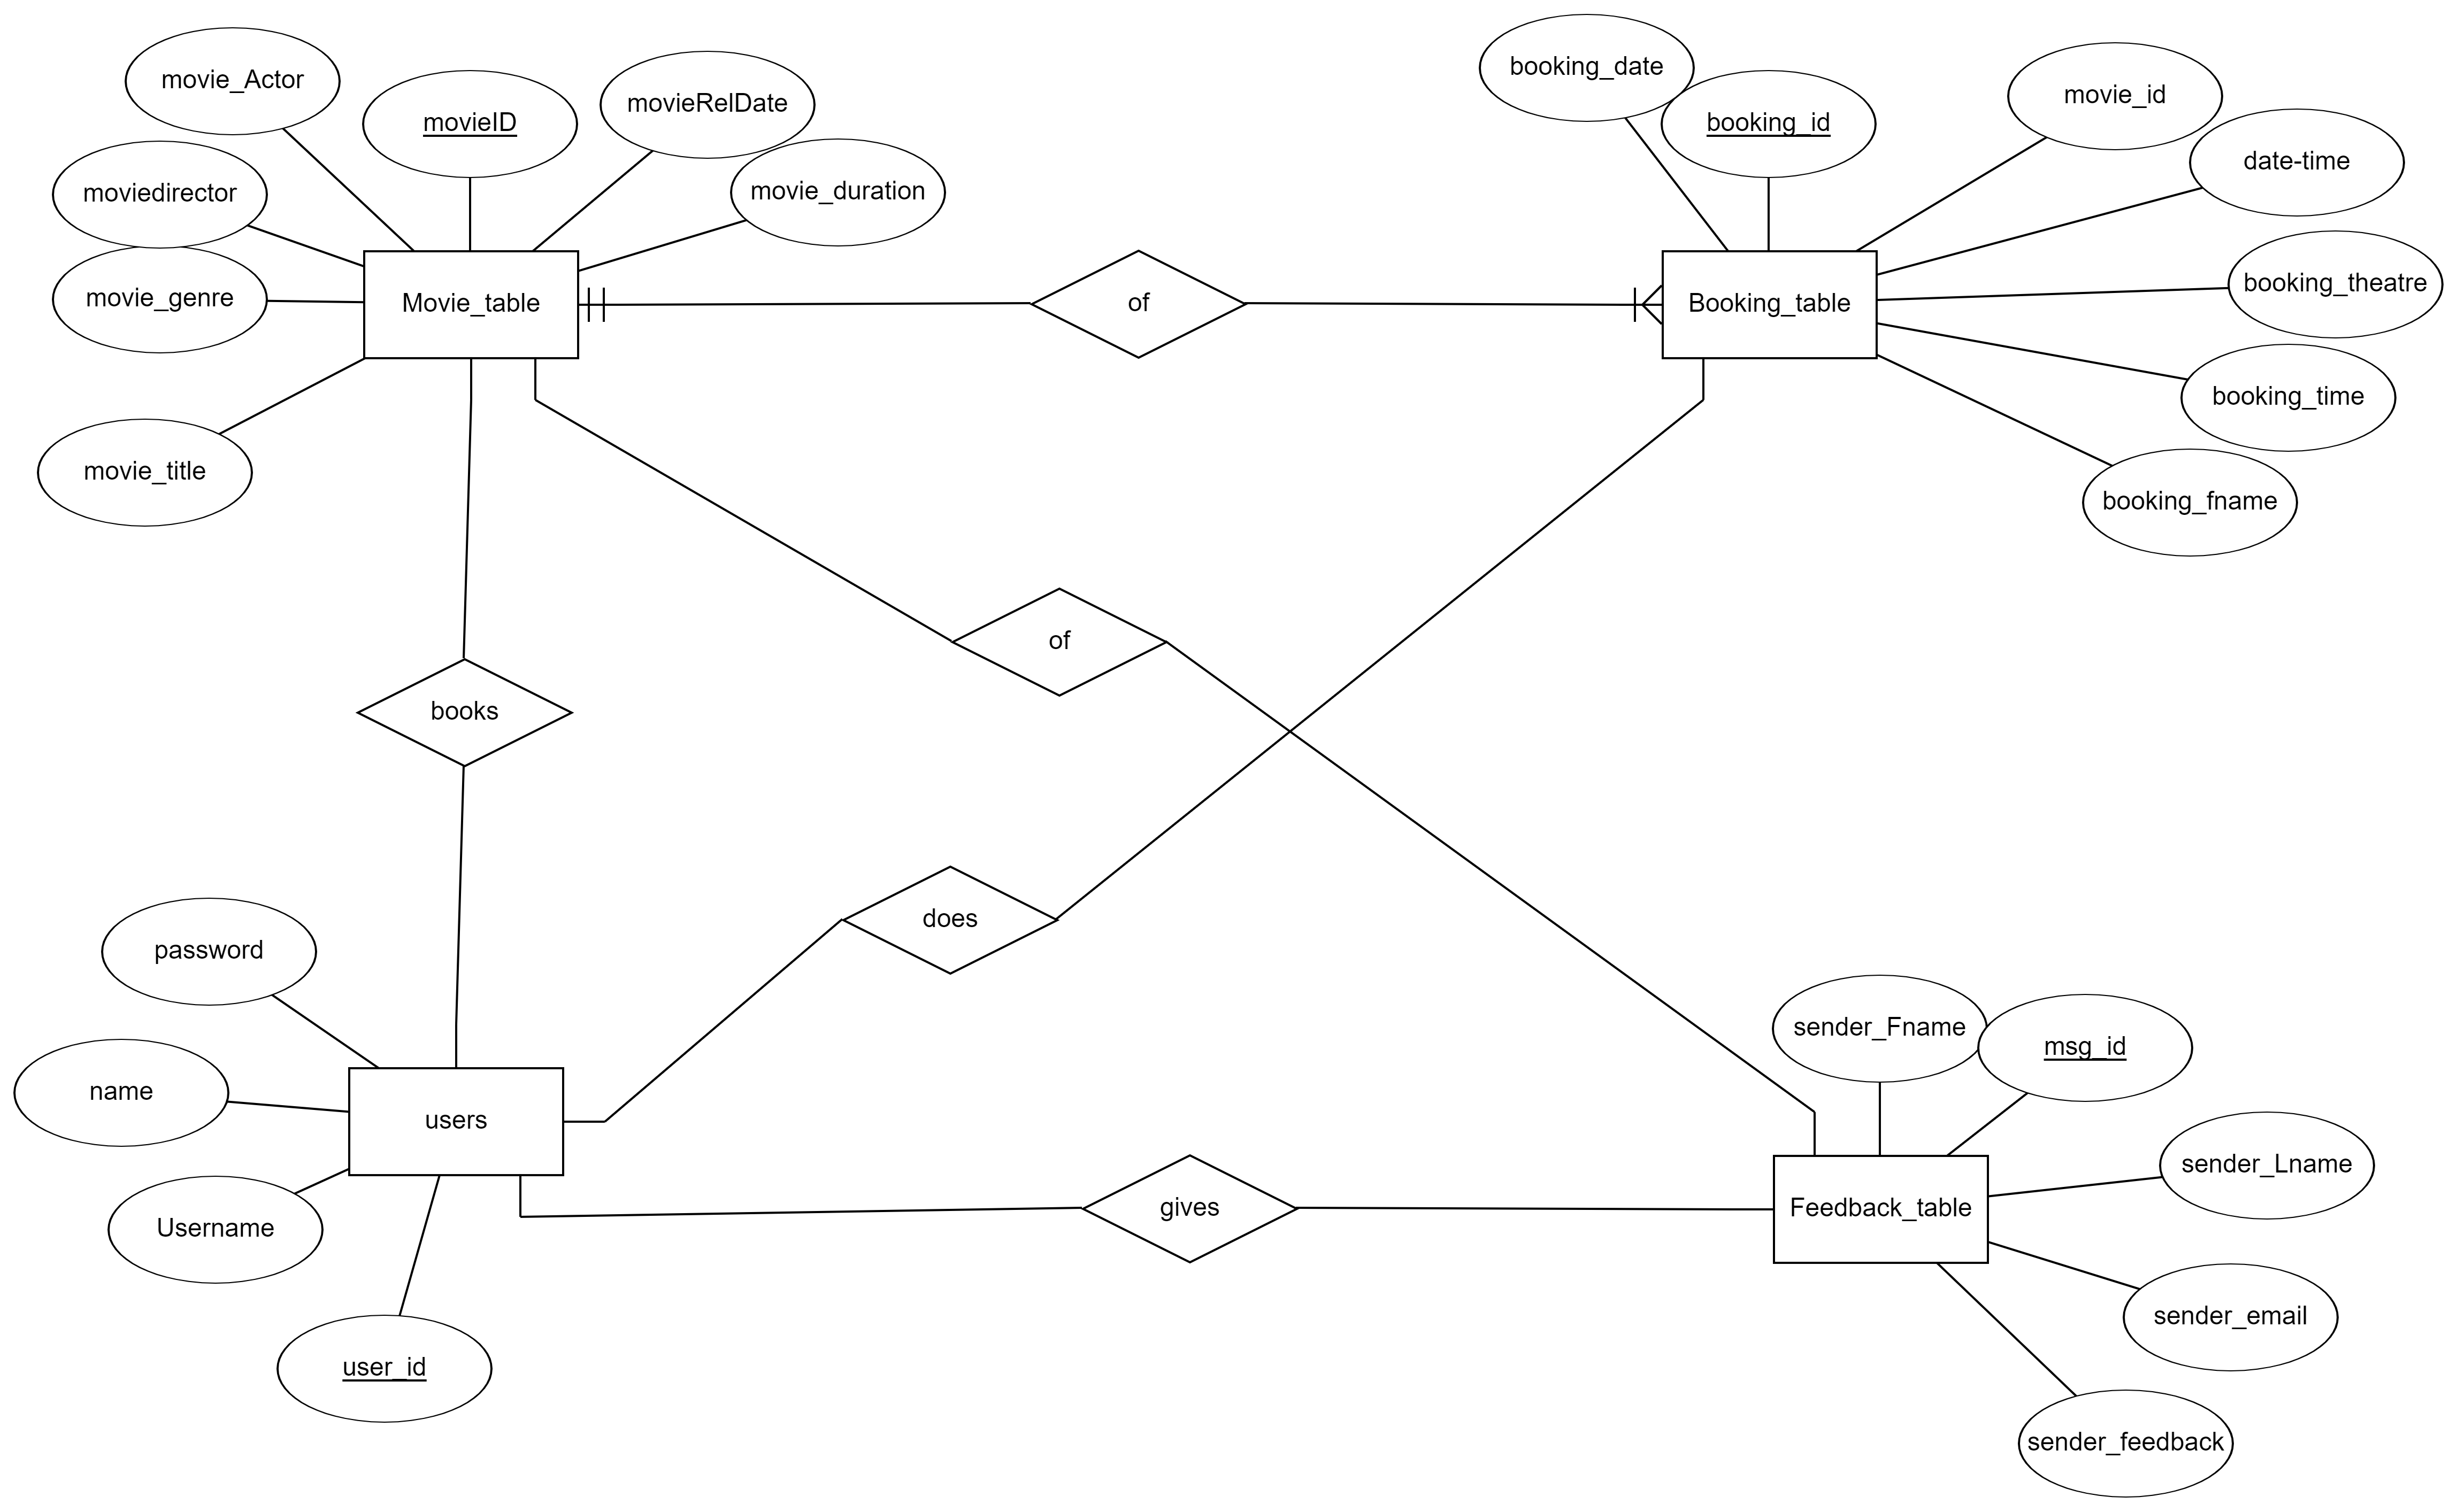 movie_Actor
movieID
movieRelDate
moviedirector
movie_duration
movie_genre
Movie_table
movie_title
of
booking_date
booking_id
movie_id
date-time
booking_theatre
Booking_table
booking_time
booking_fname
of
books
does
password
name
users
Username
user_id
gives
sender_Fname
msg_id
sender_Lname
Feedback_table
sender_email
sender_feedback